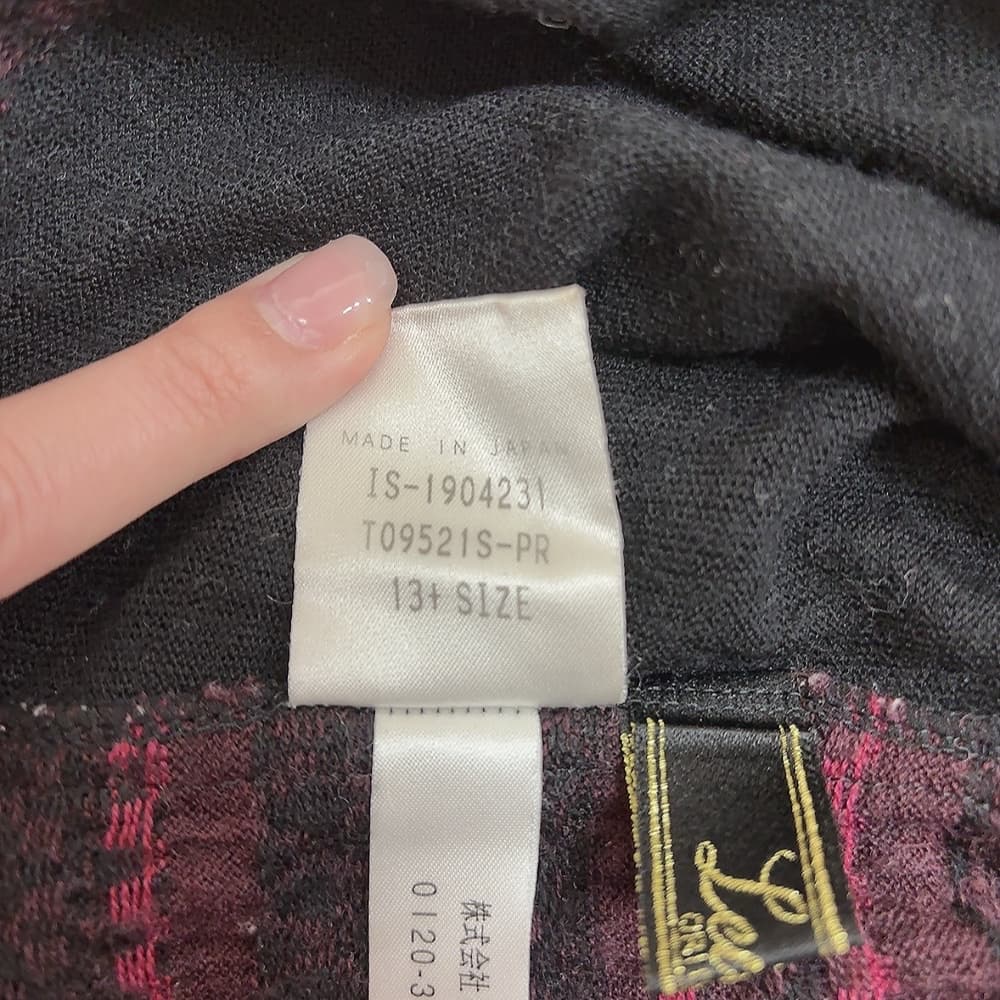 MADE IN JAPAN
IS-1904231
T09521S-PR
13+ SIZE
株式会社
0120-3